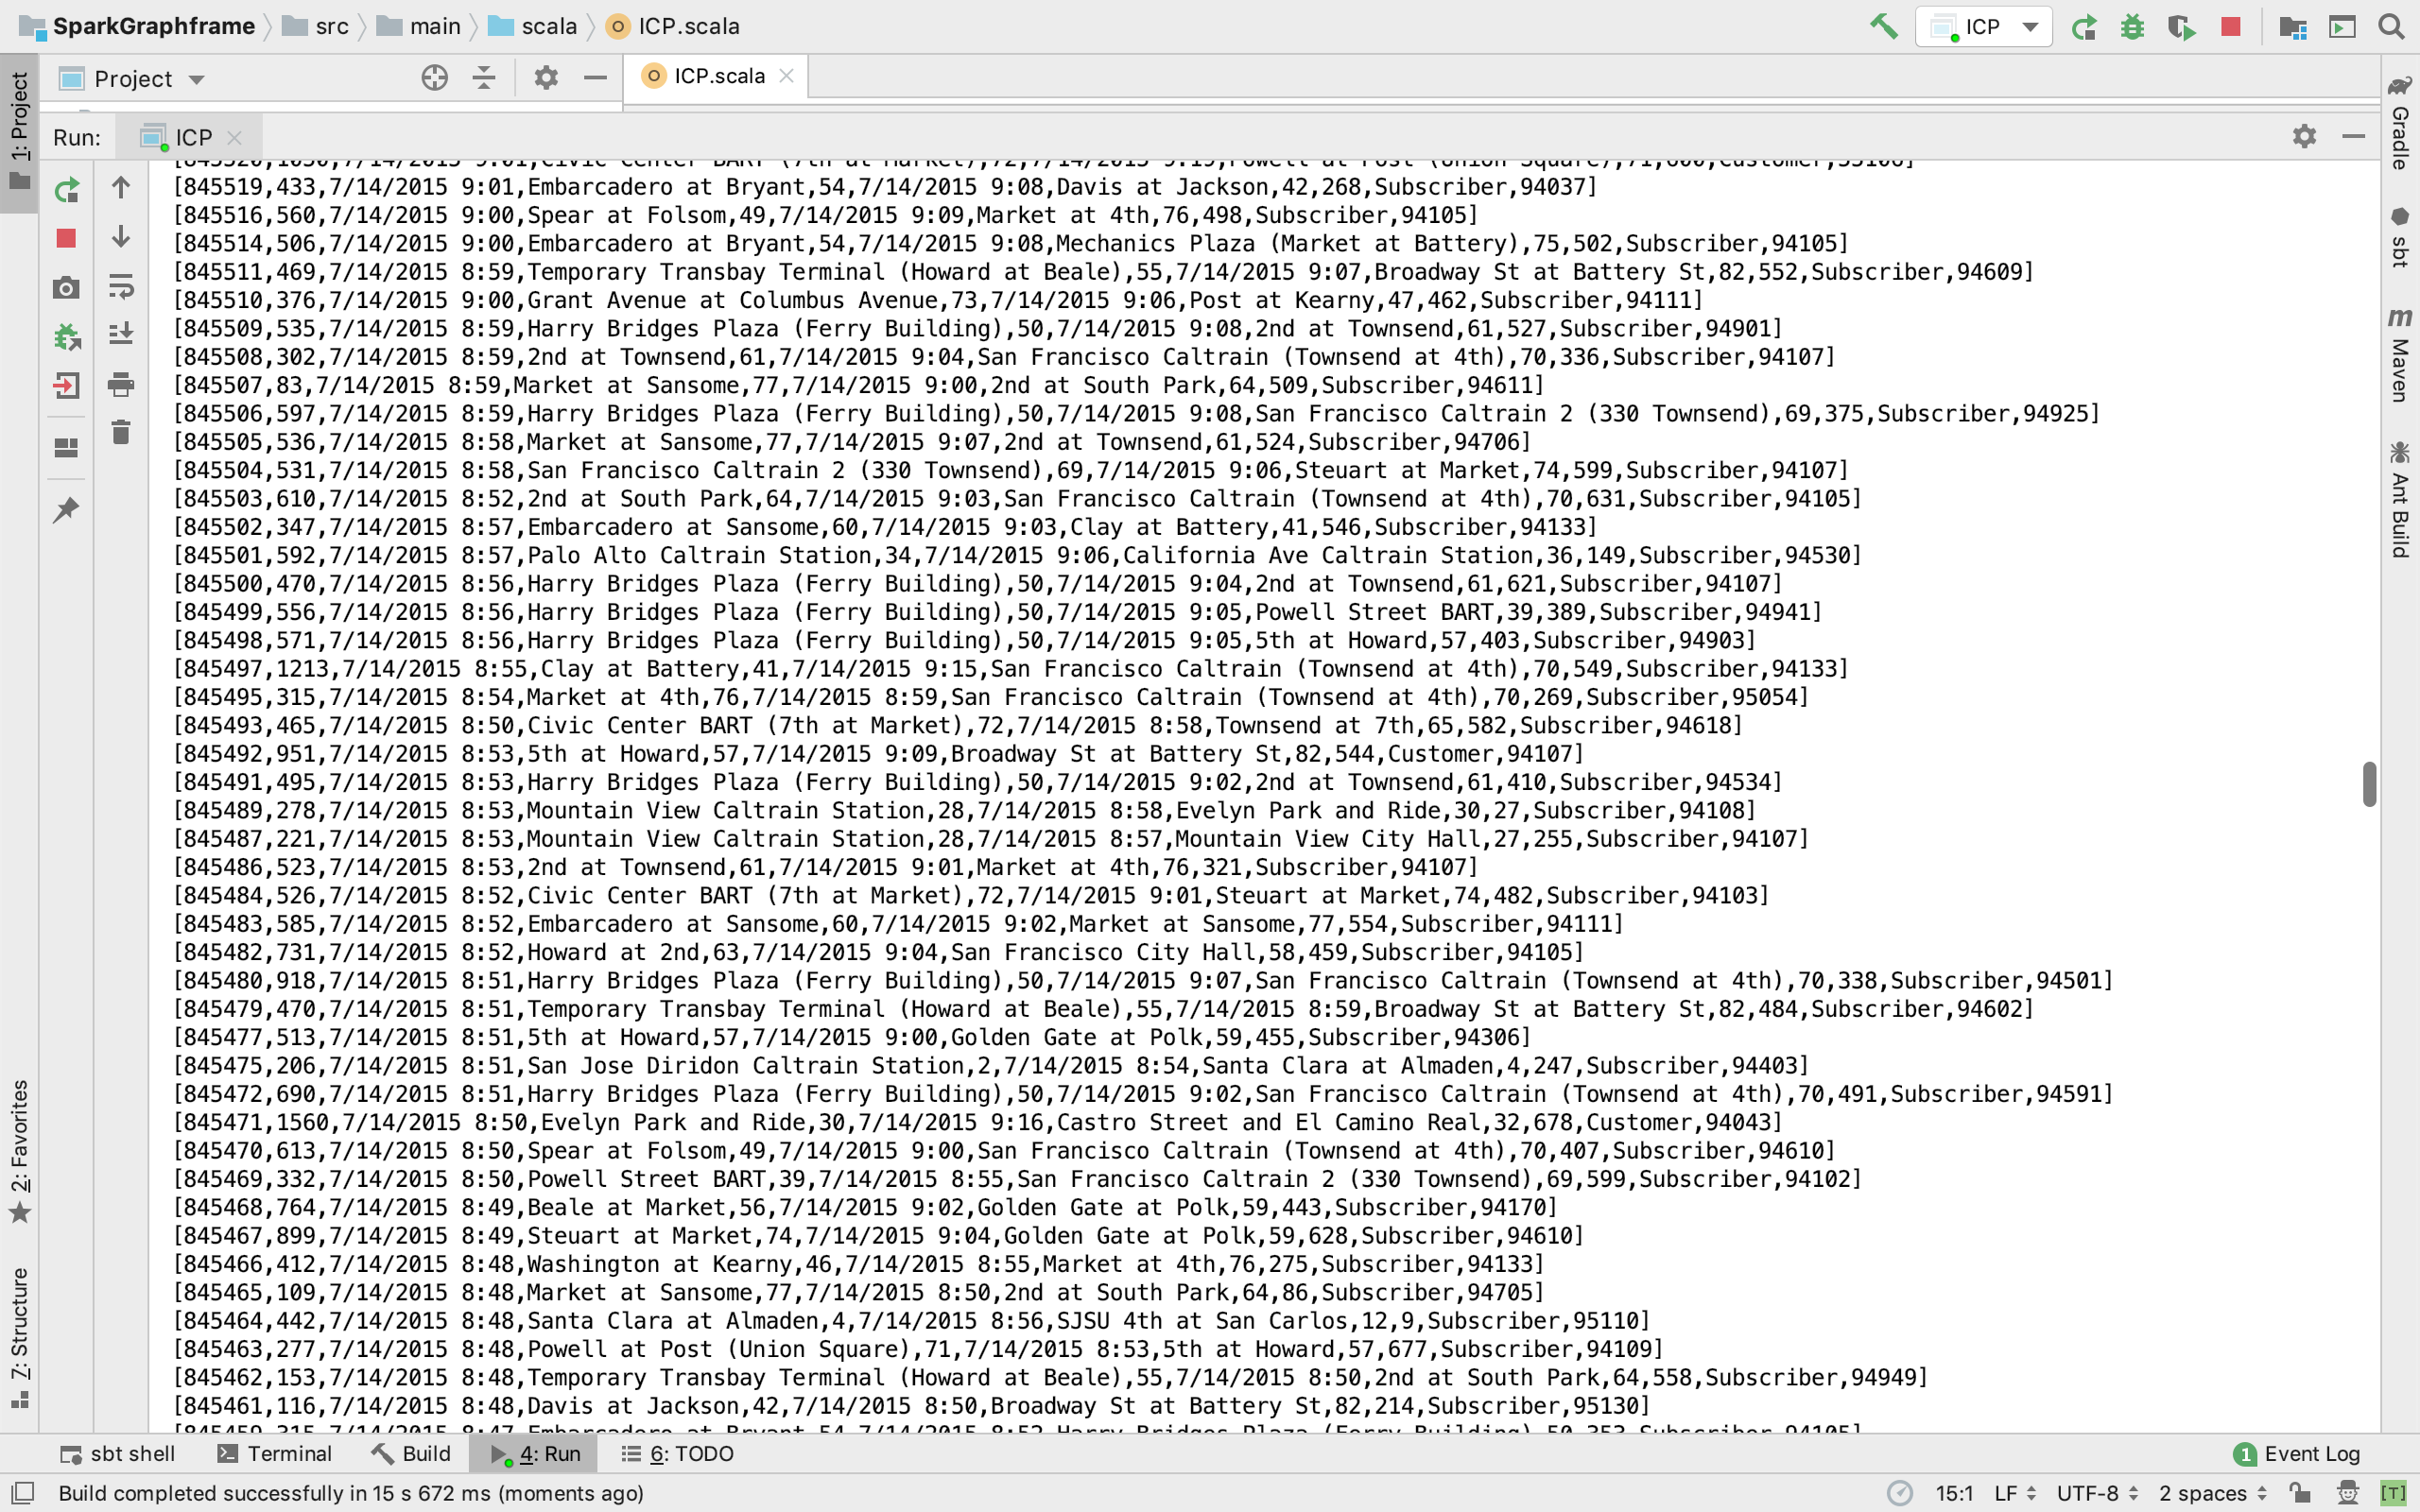 SparkGraphframe src main scala ICP.scala ICP
Project ICP.scala
Run: ICP
[845519,433,7/14/2015 9:01,Embarcadero at Bryant,54,7/14/2015 9:08,Davis at Jackson,42,268,Subscriber,94037]
[845516,560,7/14/2015 9:00,Spear at Folsom,49,7/14/2015 9:09,Market at 4th,76,498,Subscriber,94105]
[845514,506,7/14/2015 9:00,Embarcadero at Bryant,54,7/14/2015 9:08,Mechanics Plaza (Market at Battery),75,502,Subscriber,94105]
[845511,469,7/14/2015 8:59,Temporary Transbay Terminal (Howard at Beale),55,7/14/2015 9:07,Broadway St at Battery St,82,552,Subscriber,94609]
[845510,376,7/14/2015 9:00,Grant Avenue at Columbus Avenue,73,7/14/2015 9:06,Post at Kearny,47,462,Subscriber,94111]
[845509,535,7/14/2015 8:59,Harry Bridges Plaza (Ferry Building),50,7/14/2015 9:08,2nd at Townsend,61,527,Subscriber,94901]
[845508,302,7/14/2015 8:59,2nd at Townsend,61,7/14/2015 9:04,San Francisco Caltrain (Townsend at 4th),70,336,Subscriber,94107]
[845507,83,7/14/2015 8:59,Market at Sansome,77,7/14/2015 9:00,2nd at South Park,64,509,Subscriber,94611]
[845506,597,7/14/2015 8:59,Harry Bridges Plaza (Ferry Building),50,7/14/2015 9:08,San Francisco Caltrain 2 (330 Townsend),69,375,Subscriber,94925]
[845505,536,7/14/2015 8:58,Market at Sansome,77,7/14/2015 9:07,2nd at Townsend,61,524,Subscriber,94706]
[845504,531,7/14/2015 8:58,San Francisco Caltrain 2 (330 Townsend),69,7/14/2015 9:06,Steuart at Market,74,599,Subscriber,94107]
[845503,610,7/14/2015 8:52,2nd at South Park,64,7/14/2015 9:03,San Francisco Caltrain (Townsend at 4th),70,631,Subscriber,94105]
[845502,347,7/14/2015 8:57,Embarcadero at Sansome,60,7/14/2015 9:03,Clay at Battery,41,546,Subscriber,94133]
[845501,592,7/14/2015 8:57,Palo Alto Caltrain Station,34,7/14/2015 9:06,California Ave Caltrain Station,36,149,Subscriber,94530]
[845500,470,7/14/2015 8:56,Harry Bridges Plaza (Ferry Building),50,7/14/2015 9:04,2nd at Townsend,61,621,Subscriber,94107]
[845499,556,7/14/2015 8:56,Harry Bridges Plaza (Ferry Building),50,7/14/2015 9:05,Powell Street BART,39,389,Subscriber,94941]
[845498,571,7/14/2015 8:56,Harry Bridges Plaza (Ferry Building),50,7/14/2015 9:05,5th at Howard,57,403,Subscriber,94903]
[845497,1213,7/14/2015 8:55,Clay at Battery,41,7/14/2015 9:15,San Francisco Caltrain (Townsend at 4th),70,549,Subscriber,94133]
[845495,315,7/14/2015 8:54,Market at 4th,76,7/14/2015 8:59,San Francisco Caltrain (Townsend at 4th),70,269,Subscriber,95054]
[845493,465,7/14/2015 8:50,Civic Center BART (7th at Market),72,7/14/2015 8:58,Townsend at 7th,65,582,Subscriber,94618]
[845492,951,7/14/2015 8:53,5th at Howard,57,7/14/2015 9:09,Broadway St at Battery St,82,544,Customer,94107]
[845491,495,7/14/2015 8:53,Harry Bridges Plaza (Ferry Building),50,7/14/2015 9:02,2nd at Townsend,61,410,Subscriber,94534]
[845489,278,7/14/2015 8:53,Mountain View Caltrain Station,28,7/14/2015 8:58,Evelyn Park and Ride,30,27,Subscriber,94108]
[845487,221,7/14/2015 8:53,Mountain View Caltrain Station,28,7/14/2015 8:57,Mountain View City Hall,27,255,Subscriber,94107]
[845486,523,7/14/2015 8:53,2nd at Townsend,61,7/14/2015 9:01,Market at 4th,76,321,Subscriber,94107]
[845484,526,7/14/2015 8:52,Civic Center BART (7th at Market),72,7/14/2015 9:01,Steuart at Market,74,482,Subscriber,94103]
[845483,585,7/14/2015 8:52,Embarcadero at Sansome,60,7/14/2015 9:02,Market at Sansome,77,554,Subscriber,94111]
[845482,731,7/14/2015 8:52,Howard at 2nd,63,7/14/2015 9:04,San Francisco City Hall,58,459,Subscriber,94105]
[845480,918,7/14/2015 8:51,Harry Bridges Plaza (Ferry Building),50,7/14/2015 9:07,San Francisco Caltrain (Townsend at 4th),70,338,Subscriber,94501]
[845479,470,7/14/2015 8:51,Temporary Transbay Terminal (Howard at Beale),55,7/14/2015 8:59,Broadway St at Battery St,82,484,Subscriber,94602]
[845477,513,7/14/2015 8:51,5th at Howard,57,7/14/2015 9:00,Golden Gate at Polk,59,455,Subscriber,94306]
[845475,206,7/14/2015 8:51,San Jose Diridon Caltrain Station,2,7/14/2015 8:54,Santa Clara at Almaden,4,247,Subscriber,94403]
[845472,690,7/14/2015 8:51,Harry Bridges Plaza (Ferry Building),50,7/14/2015 9:02,San Francisco Caltrain (Townsend at 4th),70,491,Subscriber,94591]
[845471,1560,7/14/2015 8:50,Evelyn Park and Ride,30,7/14/2015 9:16,Castro Street and El Camino Real,32,678,Customer,94043]
[845470,613,7/14/2015 8:50,Spear at Folsom,49,7/14/2015 9:00,San Francisco Caltrain (Townsend at 4th),70,407,Subscriber,94610]
[845469,332,7/14/2015 8:50,Powell Street BART,39,7/14/2015 8:55,San Francisco Caltrain 2 (330 Townsend),69,599,Subscriber,94102]
[845468,764,7/14/2015 8:49,Beale at Market,56,7/14/2015 9:02,Golden Gate at Polk,59,443,Subscriber,94170]
[845467,899,7/14/2015 8:49,Steuart at Market,74,7/14/2015 9:04,Golden Gate at Polk,59,628,Subscriber,94610]
[845466,412,7/14/2015 8:48,Washington at Kearny,46,7/14/2015 8:55,Market at 4th,76,275,Subscriber,94133]
[845465,109,7/14/2015 8:48,Market at Sansome,77,7/14/2015 8:50,2nd at South Park,64,86,Subscriber,94705]
[845464,442,7/14/2015 8:48,Santa Clara at Almaden,4,7/14/2015 8:56,SJSU 4th at San Carlos,12,9,Subscriber,95110]
[845463,277,7/14/2015 8:48,Powell at Post (Union Square),71,7/14/2015 8:53,5th at Howard,57,677,Subscriber,94109]
[845462,153,7/14/2015 8:48,Temporary Transbay Terminal (Howard at Beale),55,7/14/2015 8:50,2nd at South Park,64,558,Subscriber,94949]
[845461,116,7/14/2015 8:48,Davis at Jackson,42,7/14/2015 8:50,Broadway St at Battery St,82,214,Subscriber,95130]
1: Project
2: Favorites
7: Structure
Gradle
sbt
m Maven
Ant Build
sbt shell Terminal Build 4: Run 6: TODO 1 Event Log
Build completed successfully in 15 s 672 ms (moments ago) 15:1 LF UTF-8 2 spaces [T]